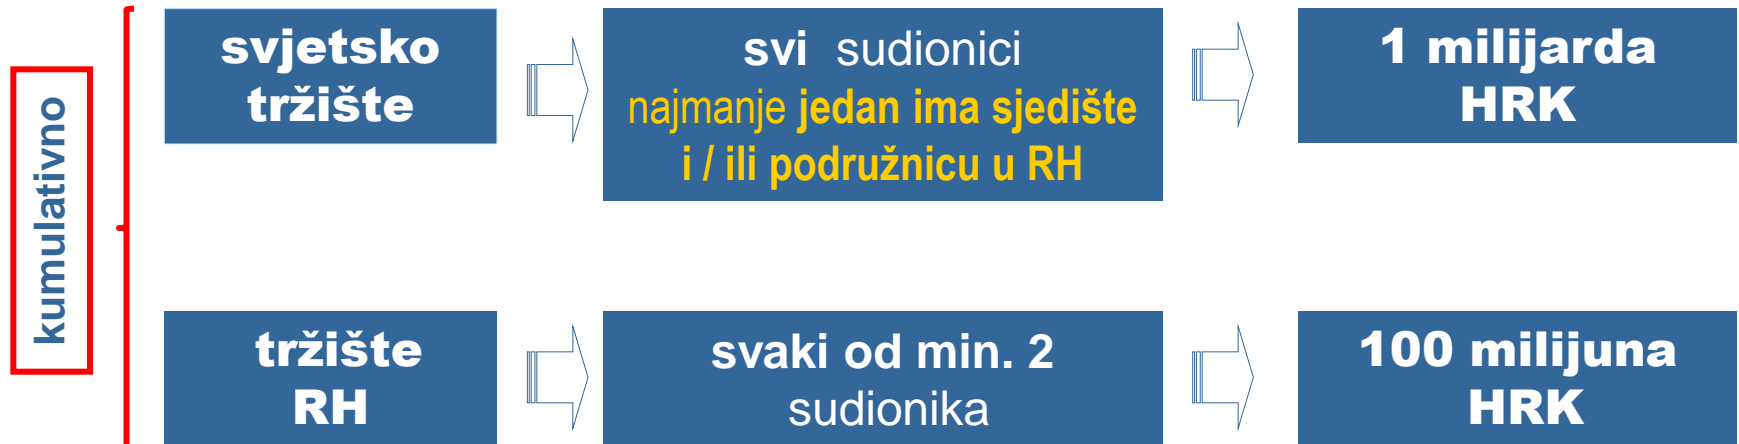 kumulativno
svjetsko
tržište
svi sudionici
najmanje jedan ima sjedište
i / ili podružnicu u RH
1 milijarda
HRK
tržište
RH
svaki od min. 2
sudionika
100 milijuna
HRK